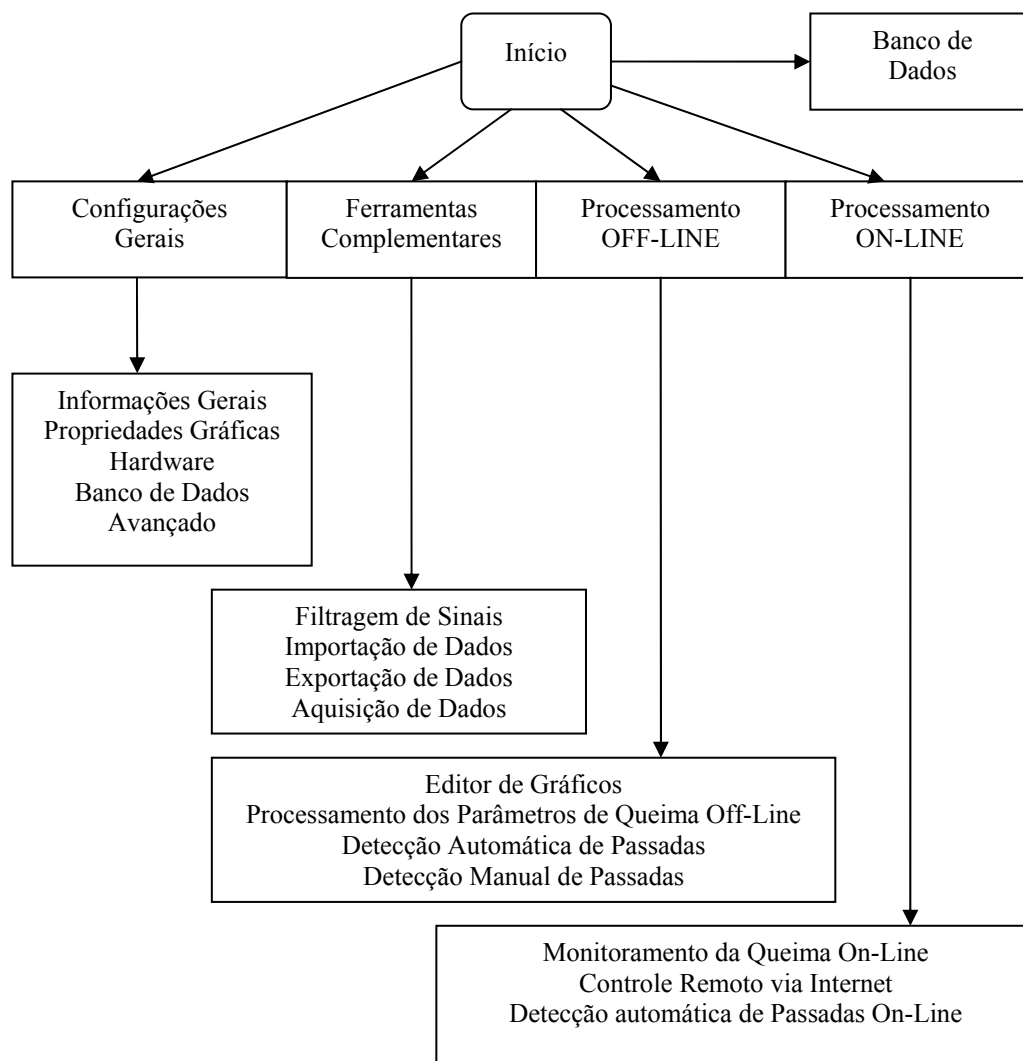 Início
Banco de
Dados
Configurações
Gerais
Ferramentas
Complementares
Processamento
OFF-LINE
Processamento
ON-LINE
Informações Gerais
Propriedades Gráficas
Hardware
Banco de Dados
Avançado
Filtragem de Sinais
Importação de Dados
Exportação de Dados
Aquisição de Dados
Editor de Gráficos
Processamento dos Parâmetros de Queima Off-Line
Detecção Automática de Passadas
Detecção Manual de Passadas
Monitoramento da Queima On-Line
Controle Remoto via Internet
Detecção automática de Passadas On-Line